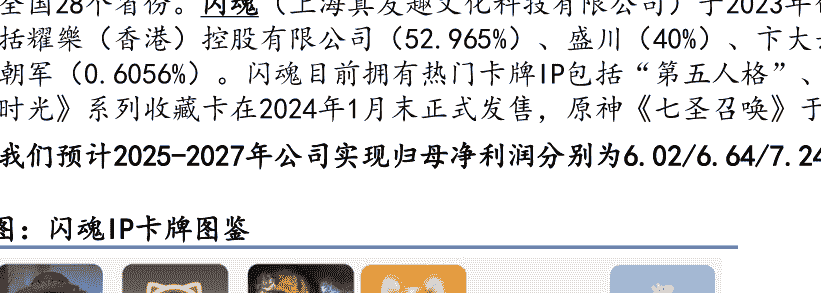 全国28个省份。闪魂（上海真友趣文化科技有限公司）于2023年
括耀樂（香港）控股有限公司（52.965%）、盛川（40%）、卞大
朝军（0.6056%）。闪魂目前拥有热门卡牌IP包括“第五人格”、
时光》系列收藏卡在2024年1月末正式发售，原神《七圣召唤》于
我们预计2025-2027年公司实现归母净利润分别为6.02/6.64/7.24
图：闪魂IP卡牌图鉴